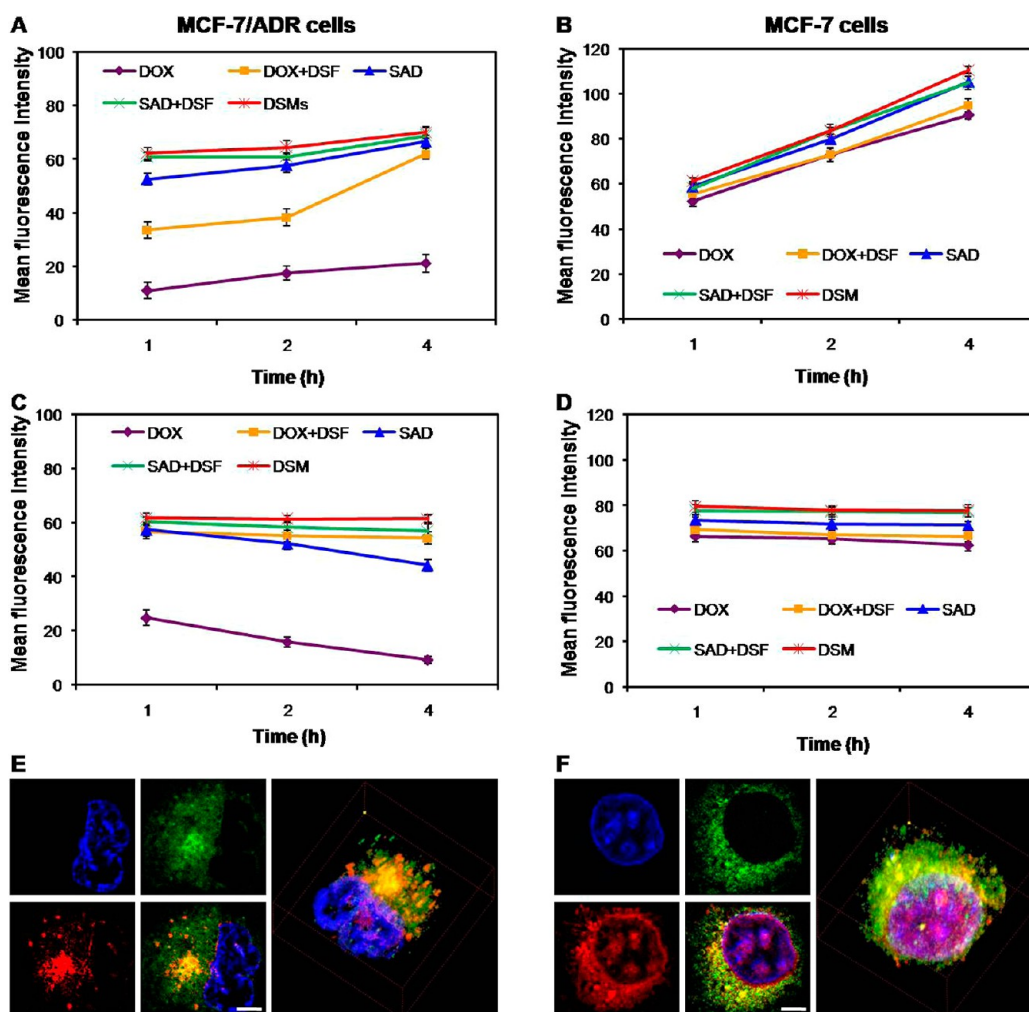 A
MCF-7/ADR cells
Mean fluorescence Intensity
100
80
60
40
20
0
DOX
DOX+DSF
SAD
SAD+DSF
DSMs
1
2
4
Time (h)
B
MCF-7 cells
Mean fluorescence Intensity
120
100
80
60
40
20
0
DOX
DOX+DSF
SAD
SAD+DSF
DSM
1
2
4
Time (h)
C
Mean fluorescence Intensity
100
80
60
40
20
0
DOX
DOX+DSF
SAD
SAD+DSF
DSM
1
2
4
Time (h)
D
Mean fluorescence Intensity
120
100
80
60
40
20
0
DOX
DOX+DSF
SAD
SAD+DSF
DSM
1
2
4
Time (h)
E
F